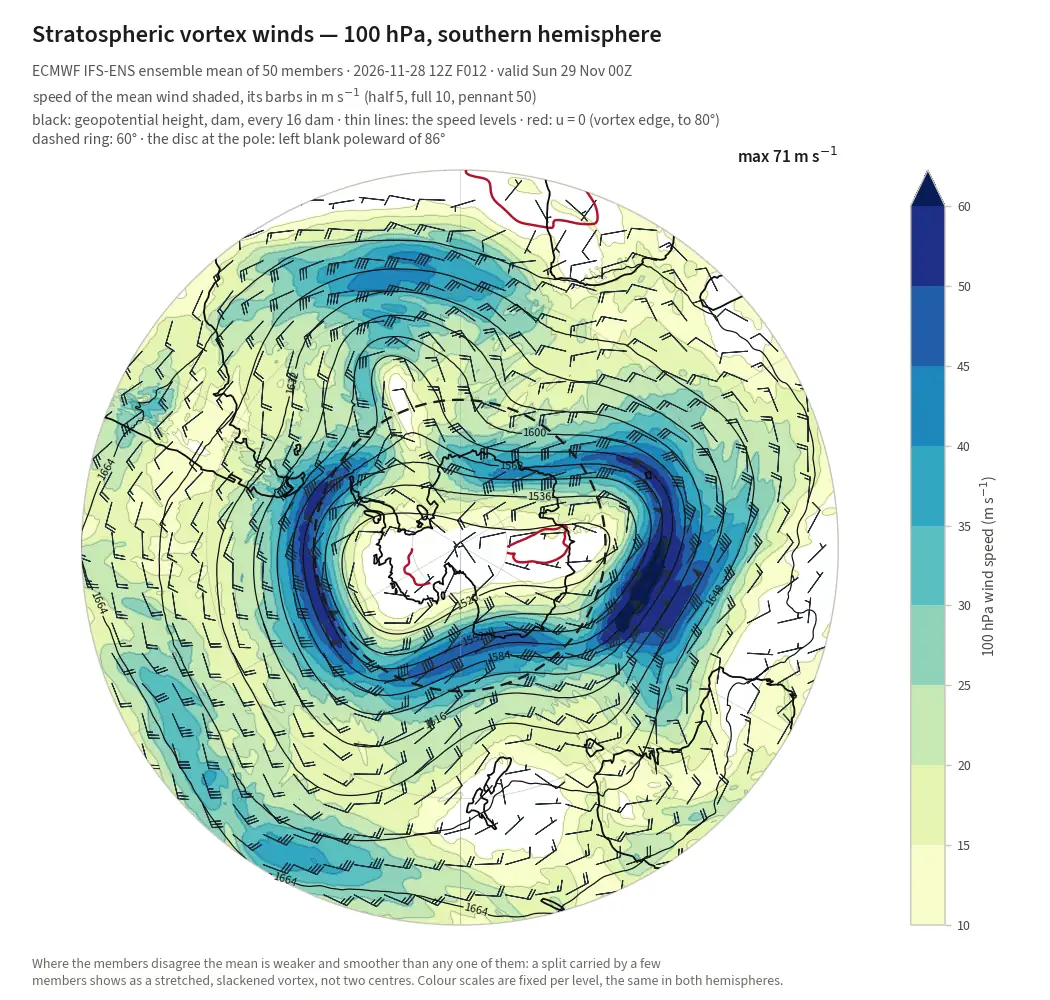 Stratospheric vortex winds — 100 hPa, southern hemisphere
ECMWF IFS-ENS ensemble mean of 50 members · 2026-11-28 12Z F012 · valid Sun 29 Nov 00Z
speed of the mean wind shaded, its barbs in m s⁻¹ (half 5, full 10, pennant 50)
black: geopotential height, dam, every 16 dam · thin lines: the speed levels · red: u = 0 (vortex edge, to 80°)
dashed ring: 60° · the disc at the pole: left blank poleward of 86°
max 71 m s⁻¹
60
50
45
40
35
30
25
20
15
10
100 hPa wind speed (m s⁻¹)
1600
1536
1584
1616
1648
1664
1664
1664
1664
Where the members disagree the mean is weaker and smoother than any one of them: a split carried by a few
members shows as a stretched, slackened vortex, not two centres. Colour scales are fixed per level, the same in both hemispheres.